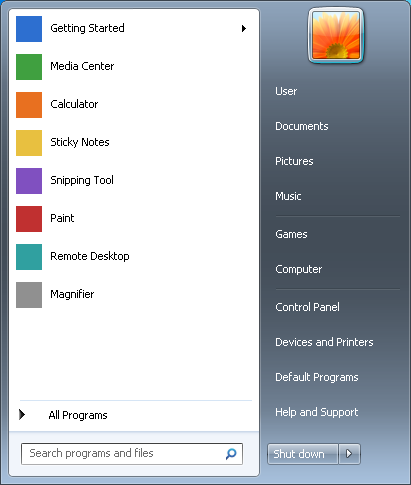 Getting Started
Media Center
Calculator
Sticky Notes
Snipping Tool
Paint
Remote Desktop
Magnifier
All Programs
Search programs and files
User
Documents
Pictures
Music
Games
Computer
Control Panel
Devices and Printers
Default Programs
Help and Support
Shut down